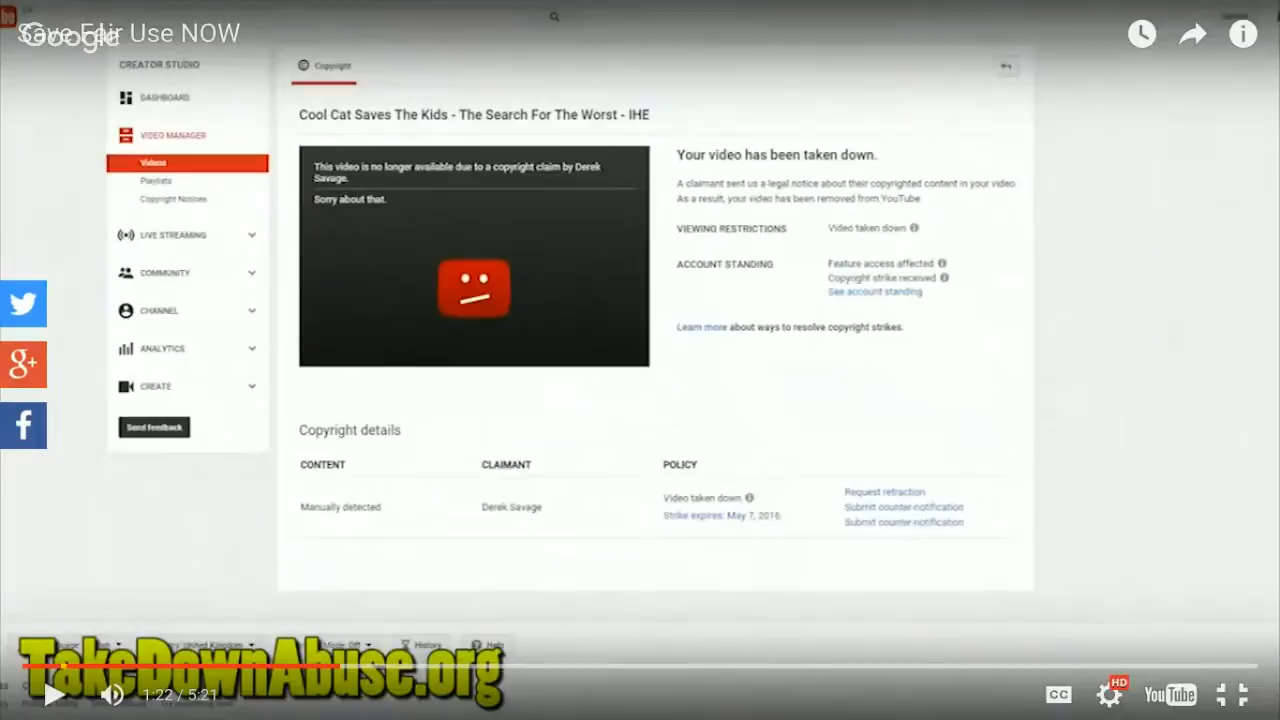 Save Fair Use NOW
Google
CREATOR STUDIO
DASHBOARD
VIDEO MANAGER
Videos
Playlists
Copyright Notices
LIVE STREAMING
COMMUNITY
CHANNEL
ANALYTICS
CREATE
Send feedback
Copyright
Cool Cat Saves The Kids - The Search For The Worst - IHE
This video is no longer available due to a copyright claim by Derek
Savage.
Sorry about that.
Your video has been taken down.
A claimant sent us a legal notice about their copyrighted content in your video.
As a result, your video has been removed from YouTube
VIEWING RESTRICTIONS
Video taken down
ACCOUNT STANDING
Feature access affected
Copyright strike received
See account standing
Learn more about ways to resolve copyright strikes.
Copyright details
CONTENT CLAIMANT POLICY
Manually detected Derek Savage
Video taken down
Strike expires: May 7, 2016
Request retraction
Submit counter-notification
Submit counter-notification
United Kingdom
Mode: Off
History
Help
TakeDownAbuse.org
1:22 / 5:21
CC
HD
YouTube